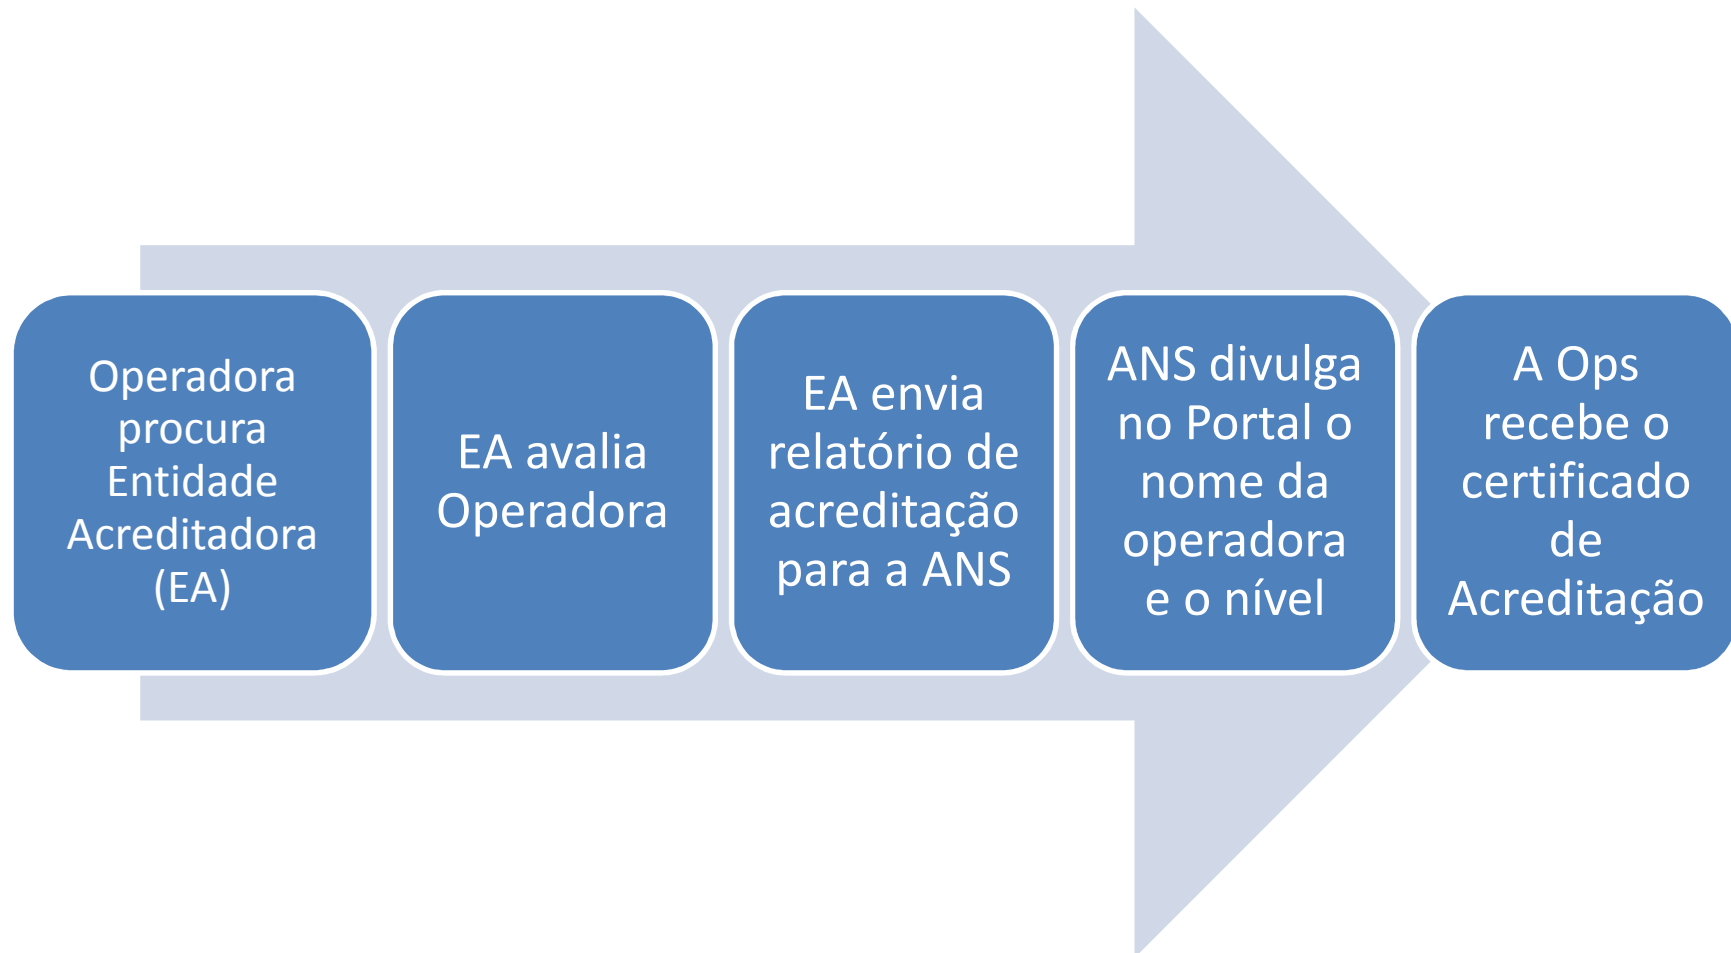 Operadora
procura
Entidade
Acreditadora
(EA)
EA avalia
Operadora
EA envia
relatório de
acreditação
para a ANS
ANS divulga
no Portal o
nome da
operadora
e o nível
A Ops
recebe o
certificado
de
Acreditação